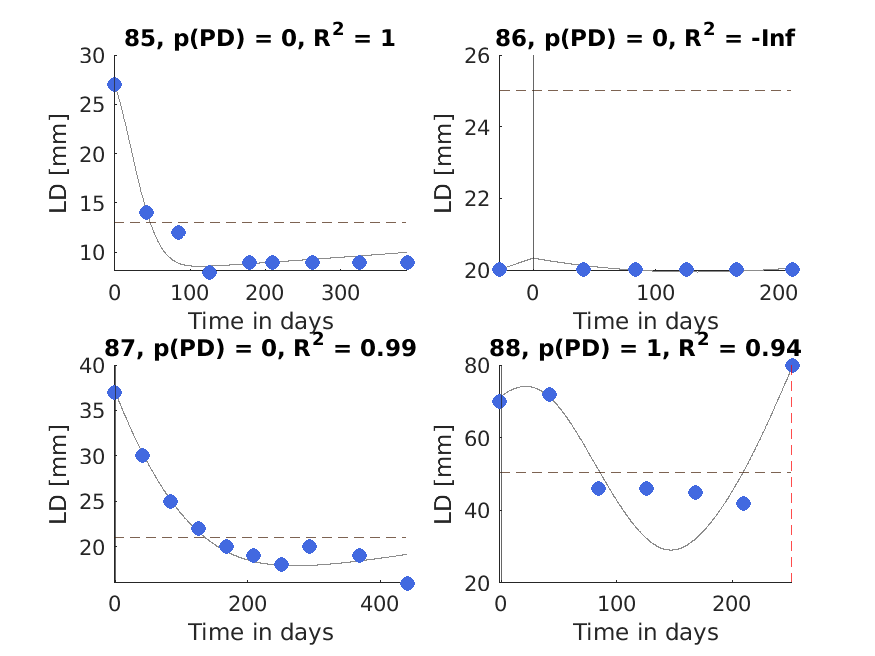 85, p(PD) = 0, R² = 1
30
25
20
15
10
LD [mm]
0 100 200 300
Time in days
86, p(PD) = 0, R² = -Inf
26
24
22
20
LD [mm]
0 100 200
Time in days
87, p(PD) = 0, R² = 0.99
40
35
30
25
20
LD [mm]
0 200 400
Time in days
88, p(PD) = 1, R² = 0.94
80
60
40
20
LD [mm]
0 100 200
Time in days